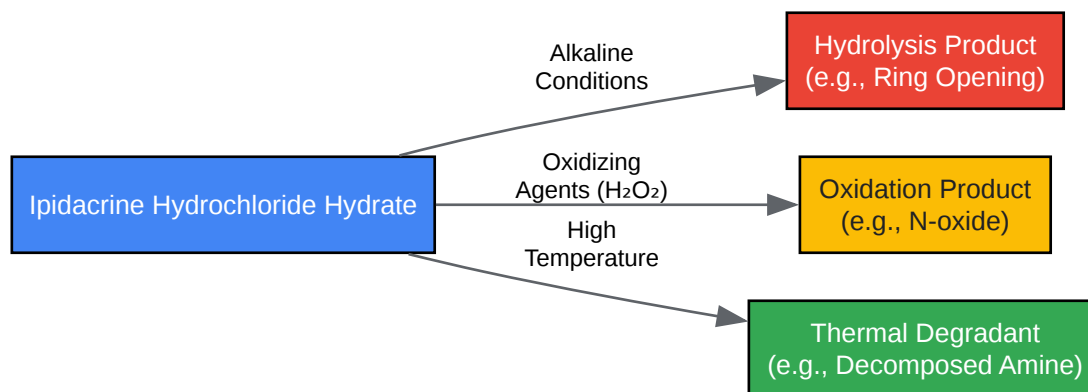 Ipidacrine Hydrochloride Hydrate
Alkaline
Conditions
Hydrolysis Product
(e.g., Ring Opening)
Oxidizing
Agents (H₂O₂)
Oxidation Product
(e.g., N-oxide)
High
Temperature
Thermal Degradant
(e.g., Decomposed Amine)